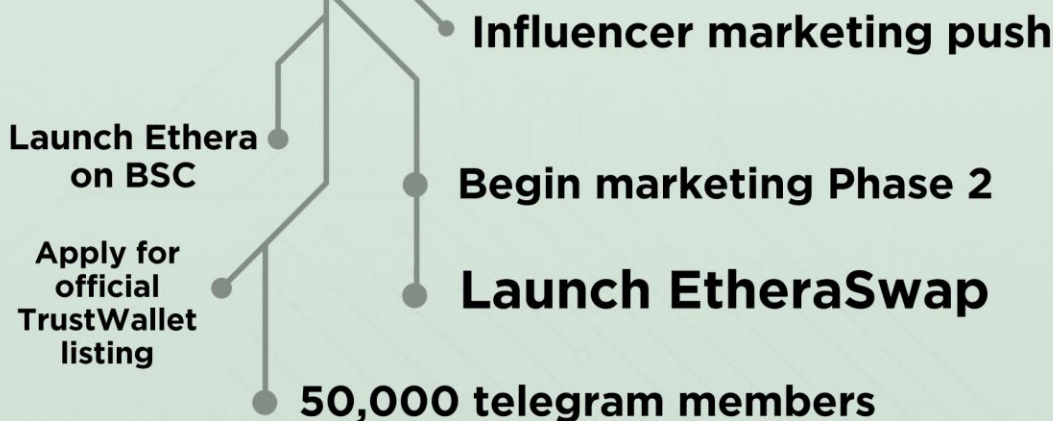 Influencer marketing push
Launch Ethera
on BSC
Begin marketing Phase 2
Apply for
official
TrustWallet
listing
Launch EtheraSwap
50,000 telegram members